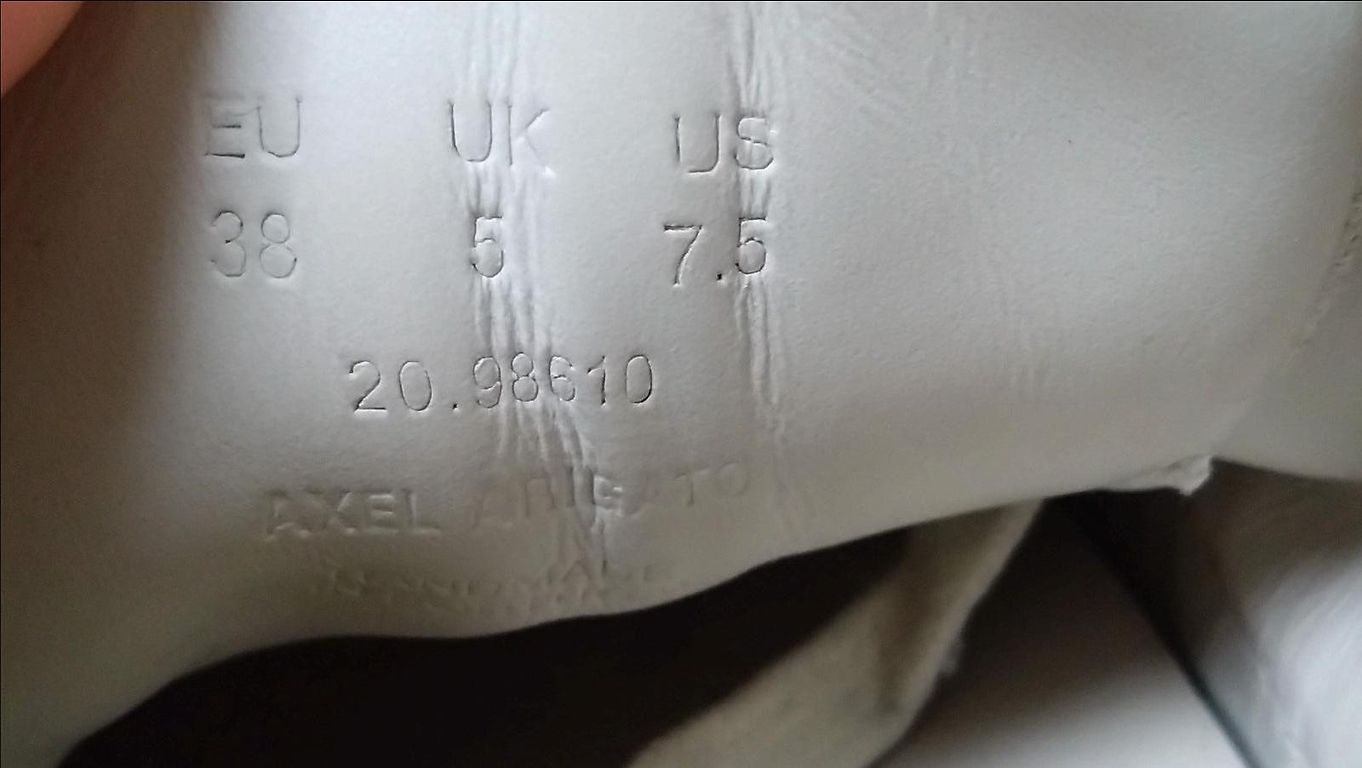 EU UK US
38 5 7.5
20.98610
AXEL ARIGATO